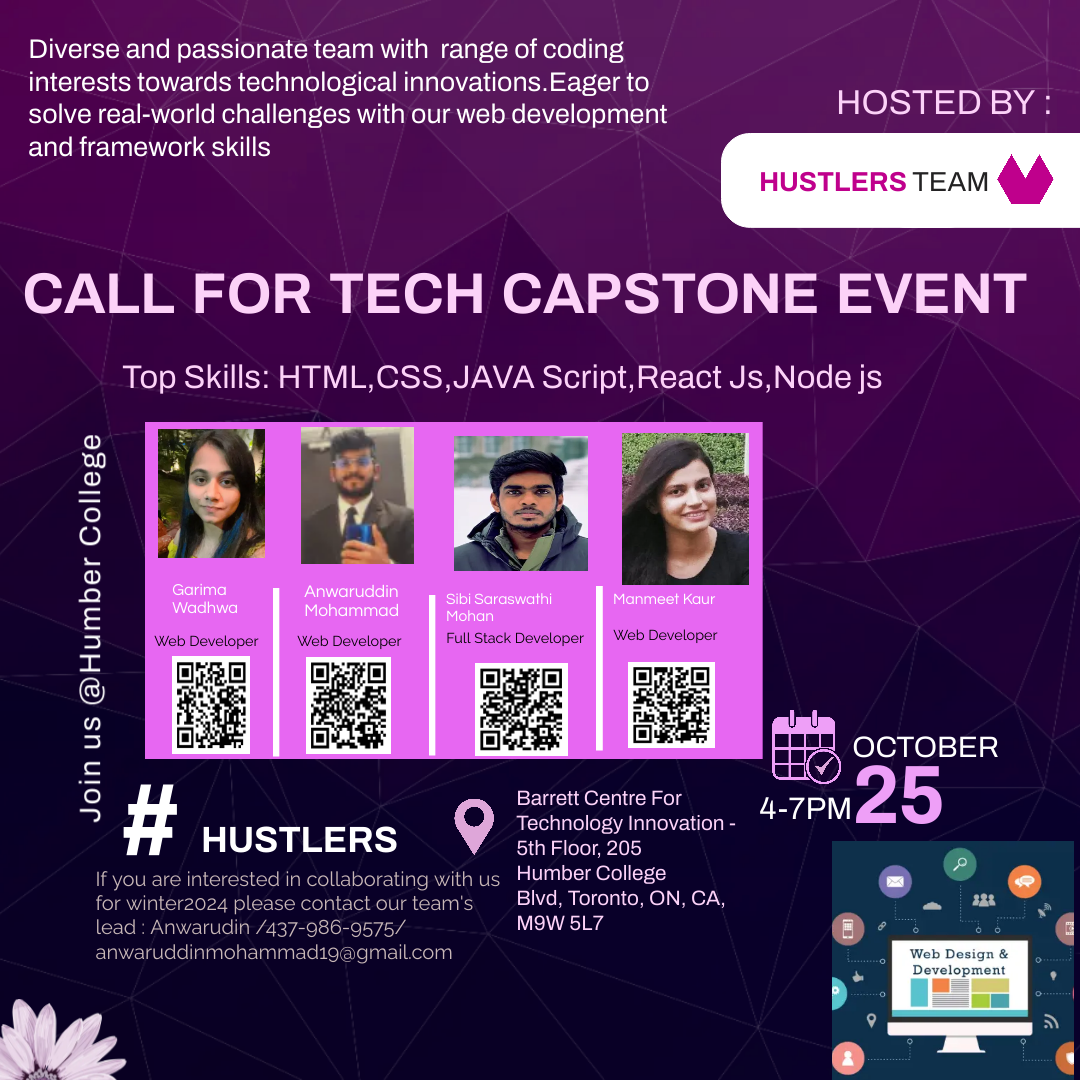 Diverse and passionate team with  range of coding
interests towards technological innovations.Eager to
solve real-world challenges with our web development
and framework skills
HOSTED BY :
HUSTLERS TEAM
CALL FOR TECH CAPSTONE EVENT
Top Skills: HTML,CSS,JAVA Script,React Js,Node js
Join us @Humber College
Garima
Wadhwa
Web Developer
Anwaruddin
Mohammad
Web Developer
Sibi Saraswathi
Mohan
Full Stack Developer
Manmeet Kaur
Web Developer
OCTOBER
25
4-7PM
# HUSTLERS
If you are interested in collaborating with us
for winter2024 please contact our team's
lead : Anwarudin /437-986-9575/
anwaruddinmohammad19@gmail.com
Barrett Centre For
Technology Innovation -
5th Floor, 205
Humber College
Blvd, Toronto, ON, CA,
M9W 5L7
Web Design &
Development